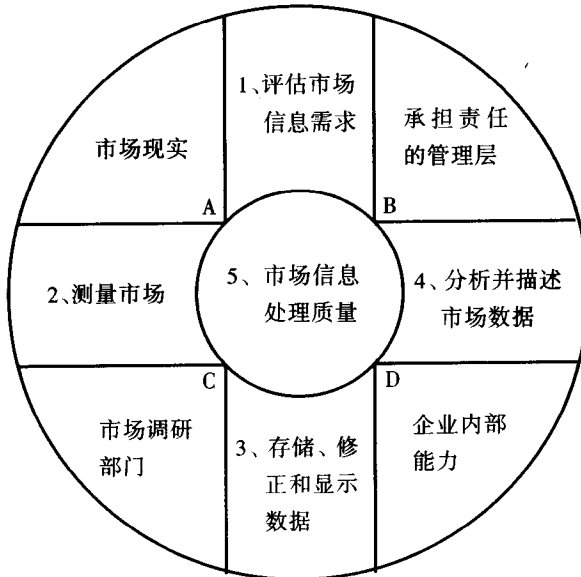 1、评估市场
信息需求
市场现实
承担责任
的管理层
A
B
2、测量市场
5、市场信息
处理质量
4、分析并描述
市场数据
C
D
市场调研
部门
3、存储、修
正和显示
数据
企业内部
能力